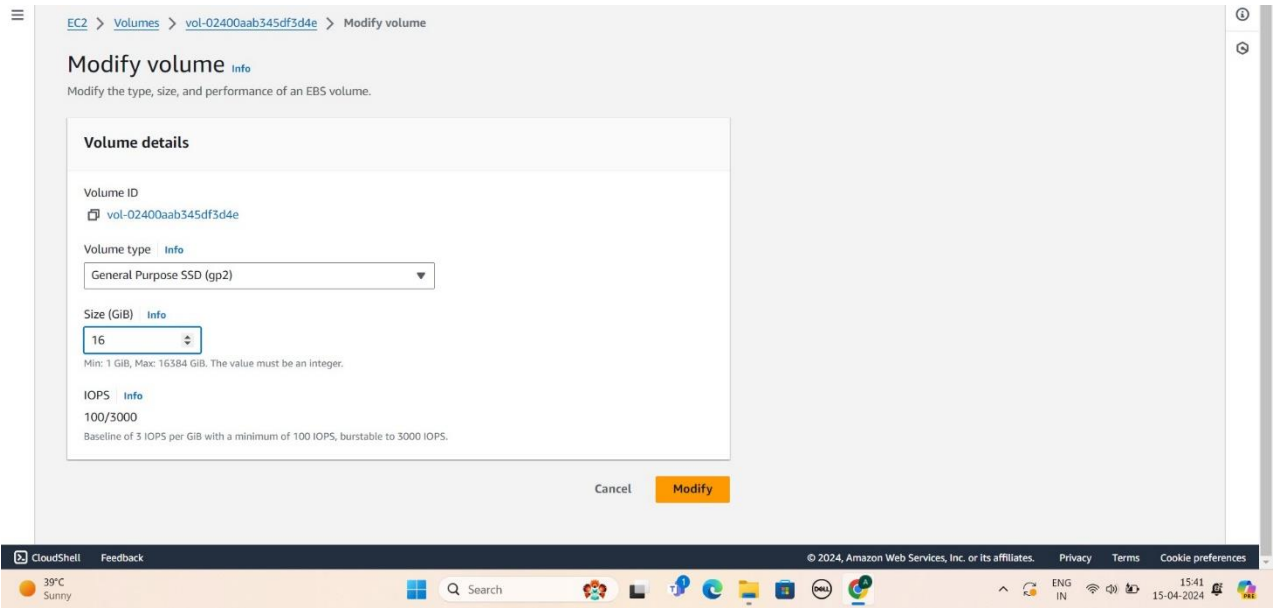 EC2 > Volumes > vol-02400aab345df3d4e > Modify volume
Modify volume Info
Modify the type, size, and performance of an EBS volume.
Volume details
Volume ID
vol-02400aab345df3d4e
Volume type Info
General Purpose SSD (gp2)
Size (GiB) Info
16
Min: 1 GiB, Max: 16384 GiB. The value must be an integer.
IOPS Info
100/3000
Baseline of 3 IOPS per GiB with a minimum of 100 IOPS, burstable to 3000 IOPS.
Cancel Modify
CloudShell Feedback © 2024, Amazon Web Services, Inc. or its affiliates. Privacy Terms Cookie preferences
39°C
Sunny
Search
DELL
ENG
IN
15:41
15-04-2024
PRE